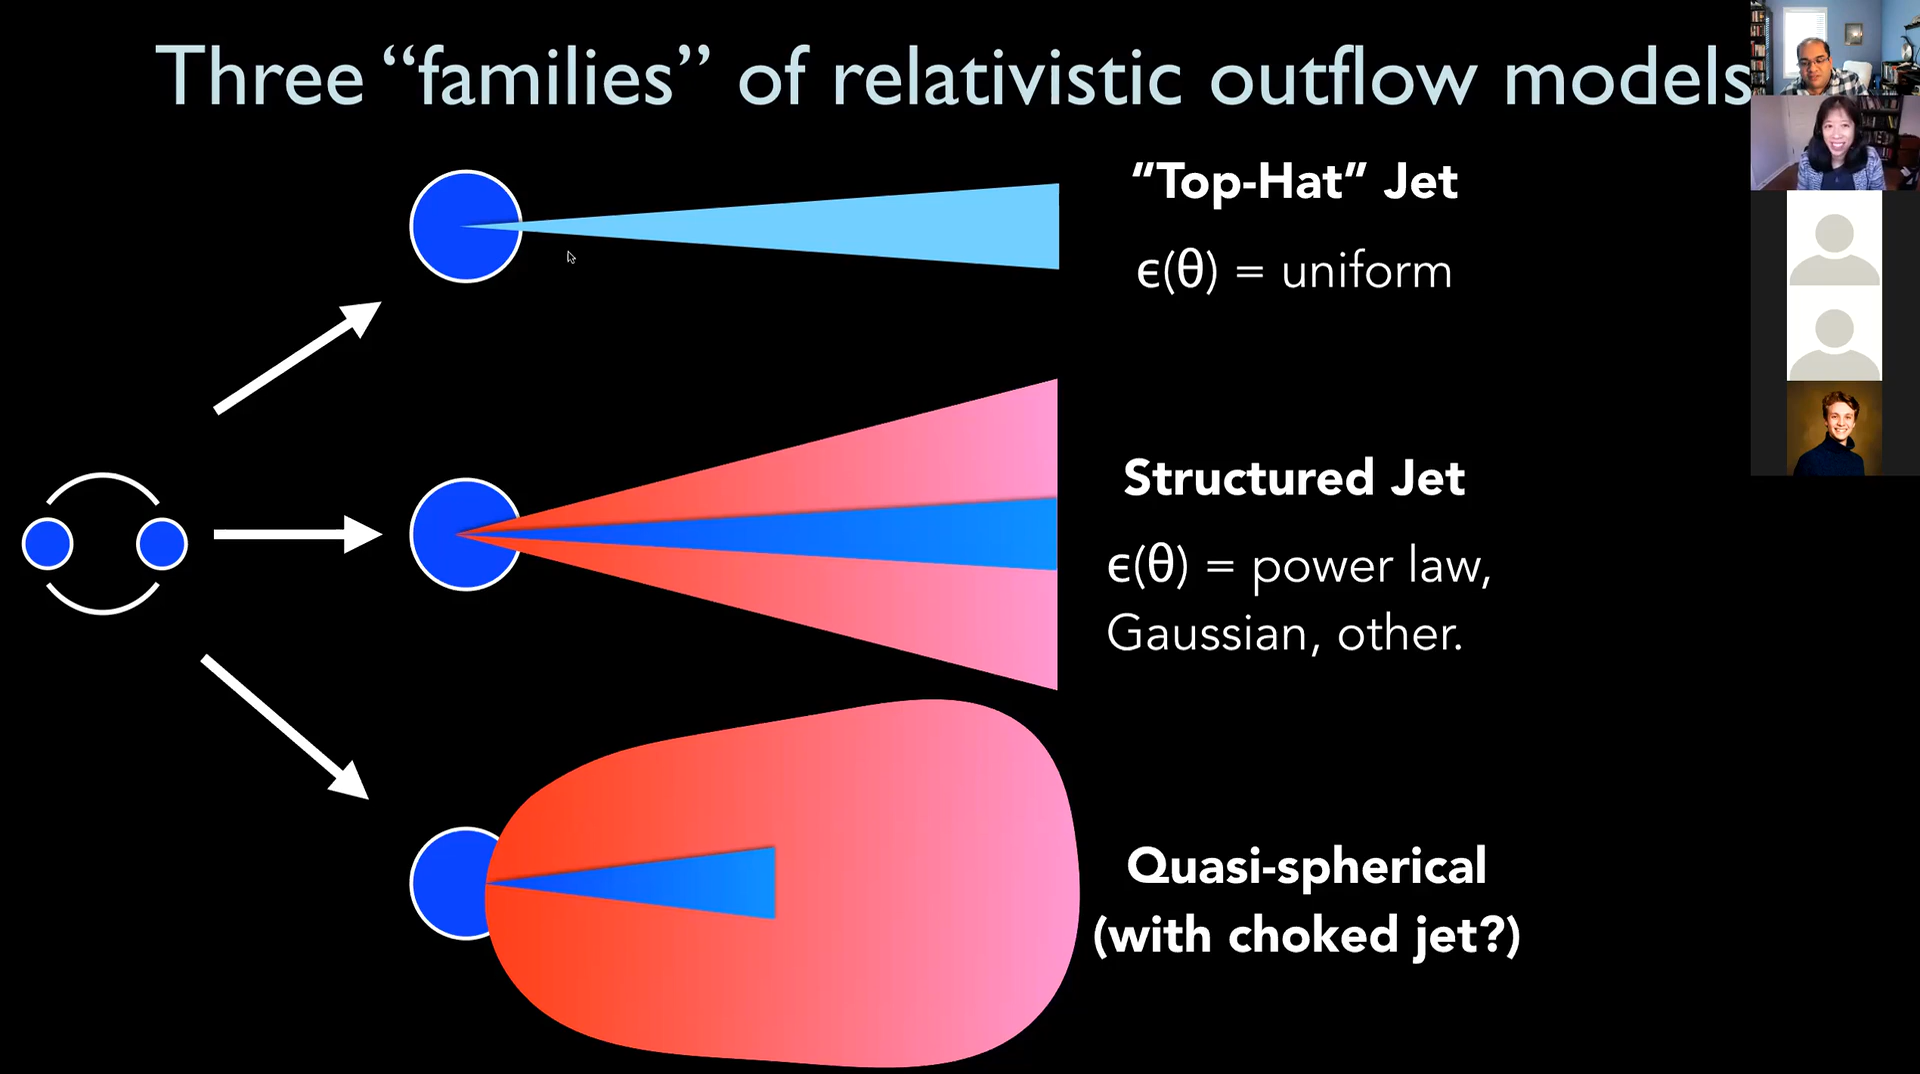 Three “families” of relativistic outflow models
“Top-Hat” Jet
ϵ(θ) = uniform
Structured Jet
ϵ(θ) = power law,
Gaussian, other.
Quasi-spherical
(with choked jet?)